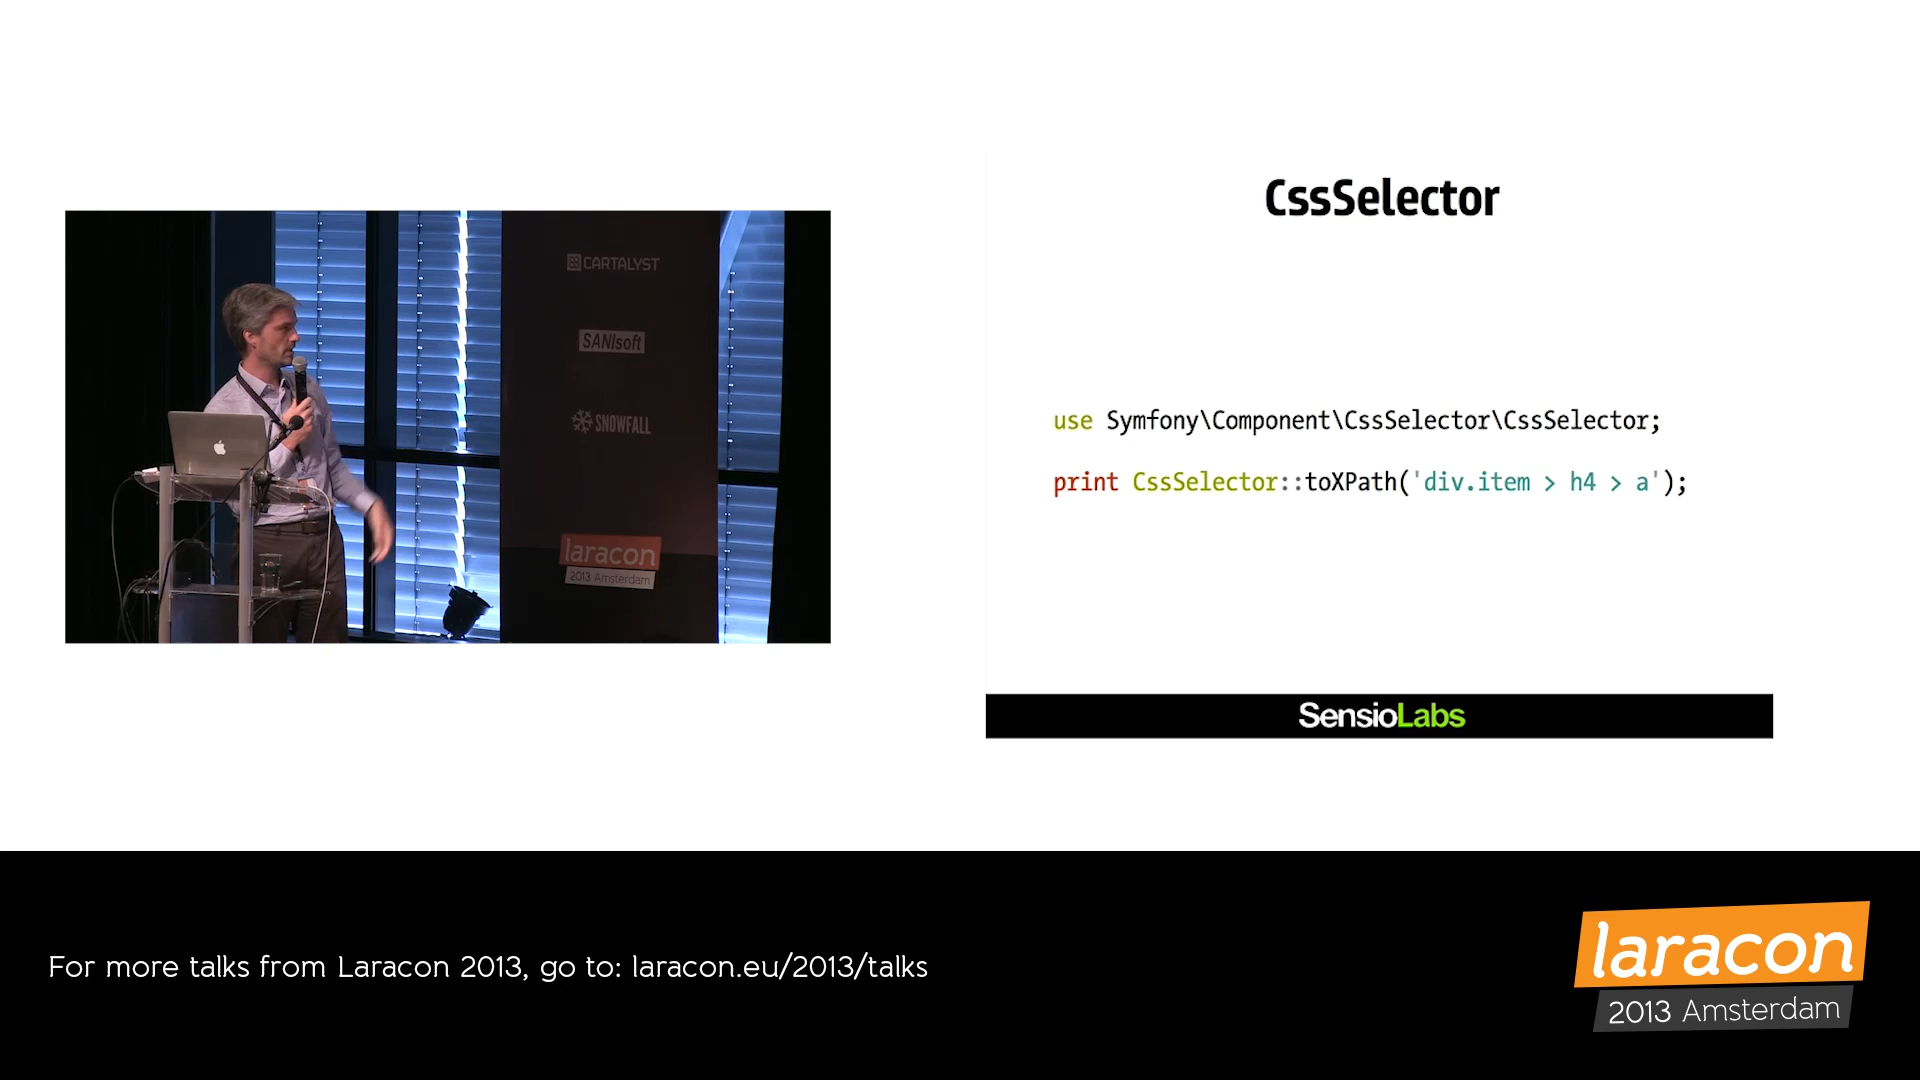 CARTALYST
SANIsoft
SNOWFALL
laracon
2013 Amsterdam
CssSelector
use Symfony\Component\CssSelector\CssSelector;
print CssSelector::toXPath('div.item > h4 > a');
SensioLabs
For more talks from Laracon 2013, go to: laracon.eu/2013/talks
laracon
2013 Amsterdam